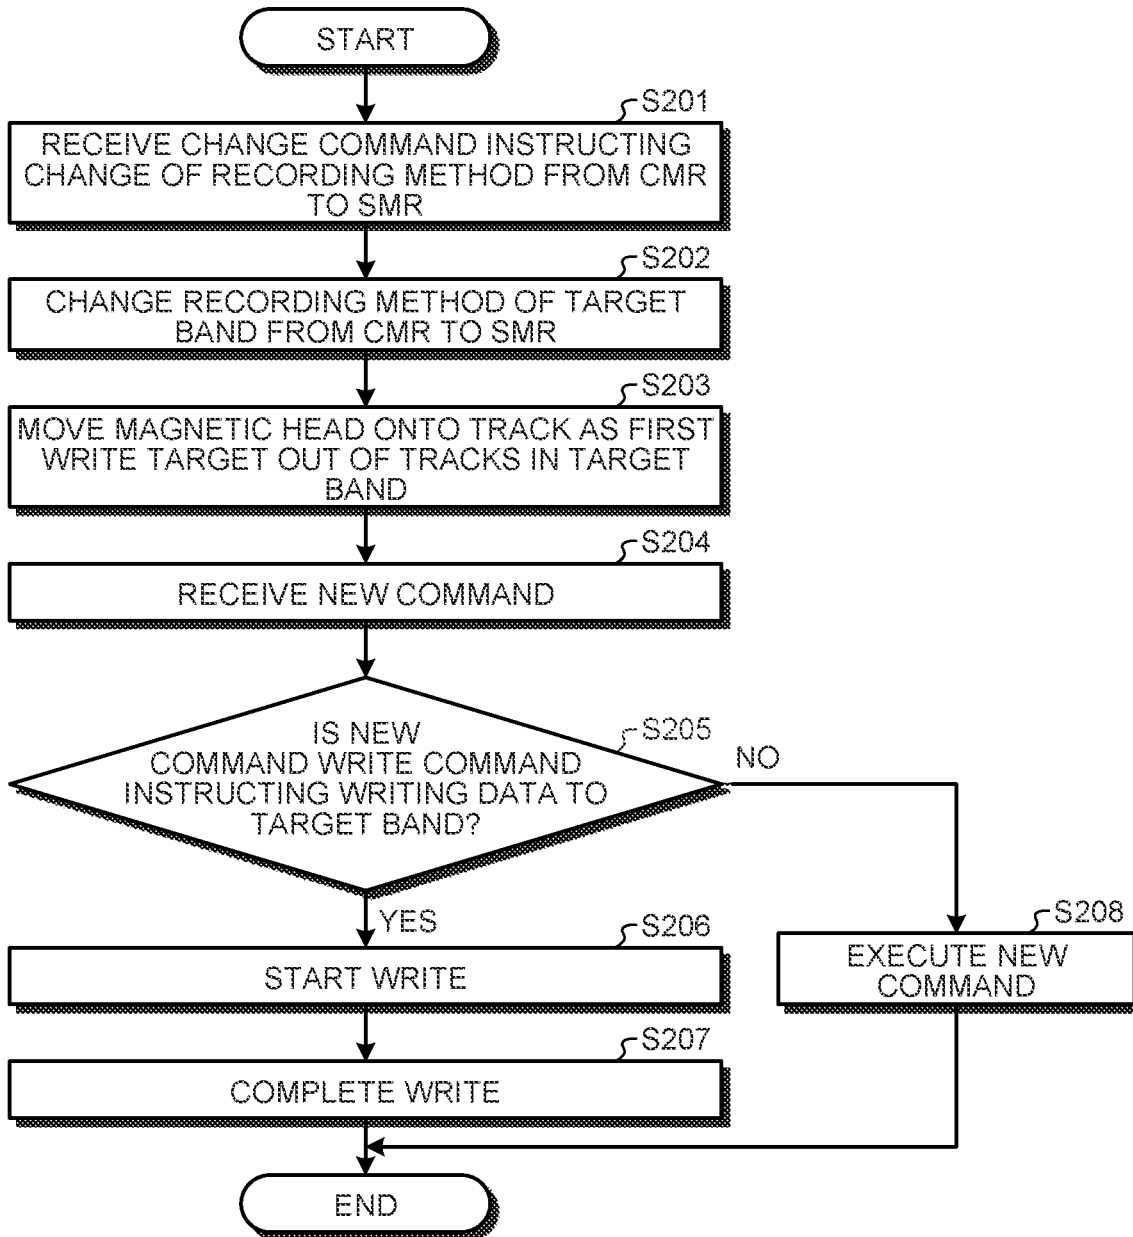 START
S201
RECEIVE CHANGE COMMAND INSTRUCTING
CHANGE OF RECORDING METHOD FROM CMR
TO SMR
S202
CHANGE RECORDING METHOD OF TARGET
BAND FROM CMR TO SMR
S203
MOVE MAGNETIC HEAD ONTO TRACK AS FIRST
WRITE TARGET OUT OF TRACKS IN TARGET
BAND
S204
RECEIVE NEW COMMAND
S205
IS NEW
COMMAND WRITE COMMAND
INSTRUCTING WRITING DATA TO
TARGET BAND?
NO
YES
S206
START WRITE
S208
EXECUTE NEW
COMMAND
S207
COMPLETE WRITE
END